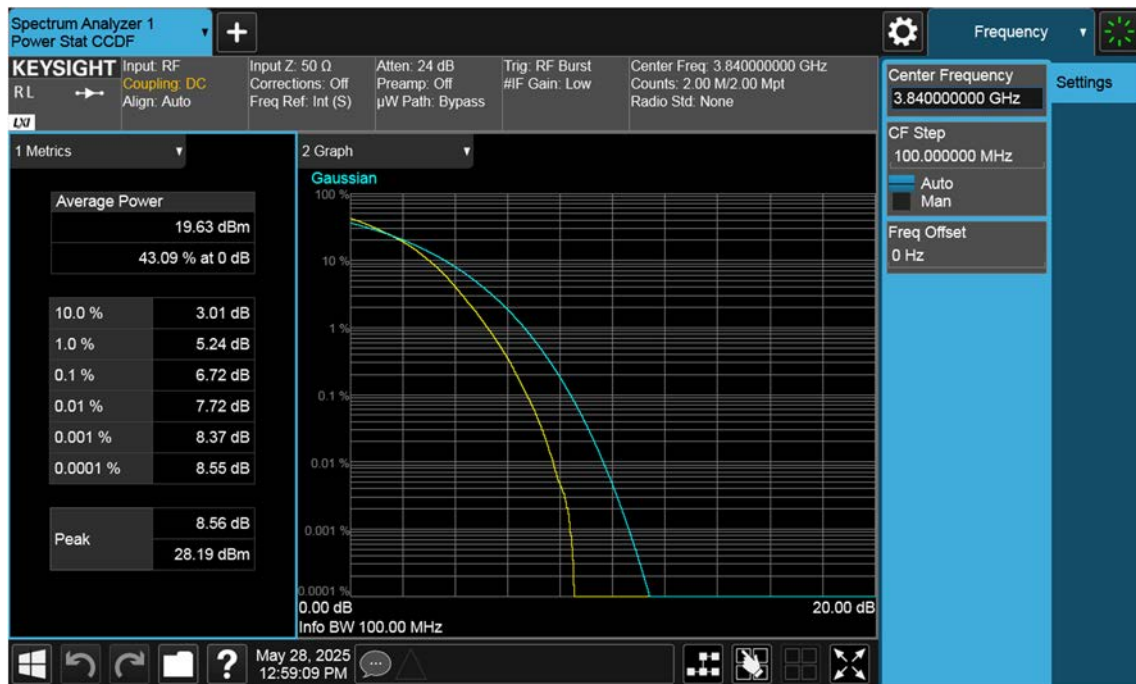 Spectrum Analyzer 1
Power Stat CCDF
+
Frequency
KEYSIGHT
RL
LXI
Input: RF
Coupling: DC
Align: Auto
Input Z: 50 Ω
Corrections: Off
Freq Ref: Int (S)
Atten: 24 dB
Preamp: Off
µW Path: Bypass
Trig: RF Burst
#IF Gain: Low
Center Freq: 3.840000000 GHz
Counts: 2.00 M/2.00 Mpt
Radio Std: None
Center Frequency
3.840000000 GHz
Settings
CF Step
100.000000 MHz
Auto
Man
Freq Offset
0 Hz
1 Metrics
Average Power
19.63 dBm
43.09 % at 0 dB
10.0 % 3.01 dB
1.0 % 5.24 dB
0.1 % 6.72 dB
0.01 % 7.72 dB
0.001 % 8.37 dB
0.0001 % 8.55 dB
Peak
8.56 dB
28.19 dBm
2 Graph
Gaussian
100 %
10 %
1 %
0.1 %
0.01 %
0.001 %
0.0001 %
0.00 dB
20.00 dB
Info BW 100.00 MHz
?
May 28, 2025
12:59:09 PM